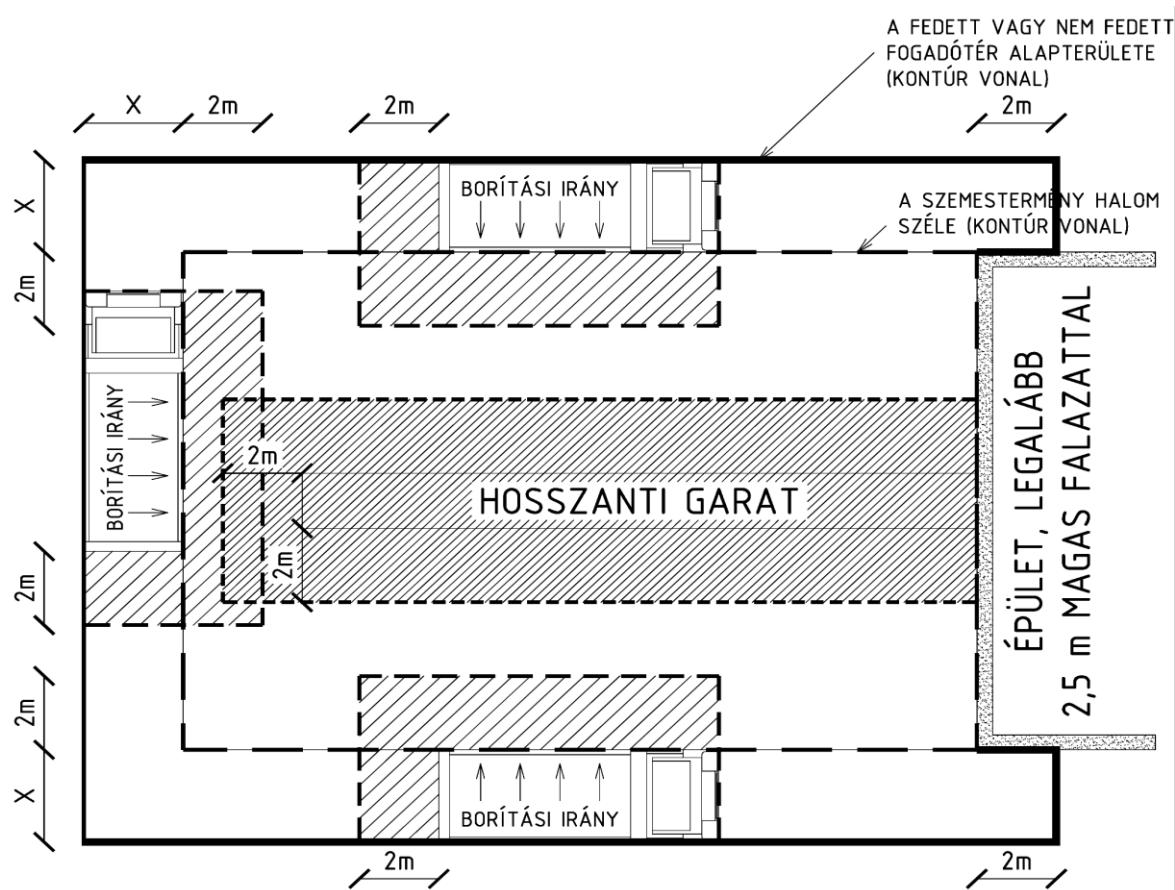 A FEDETT VAGY NEM FEDETT
FOGADÓTÉR ALAPTERÜLETE
(KONTÚR VONAL)
X
2m
2m
2m
X
BORÍTÁSI IRÁNY
A SZEMESTERMÉNY HALOM
SZÉLE (KONTÚR VONAL)
2m
BORÍTÁSI IRÁNY
2m
HOSSZANTI GARAT
2m
ÉPÜLET, LEGALÁBB
2,5 m MAGAS FALAZATTAL
2m
2m
X
BORÍTÁSI IRÁNY
2m
2m